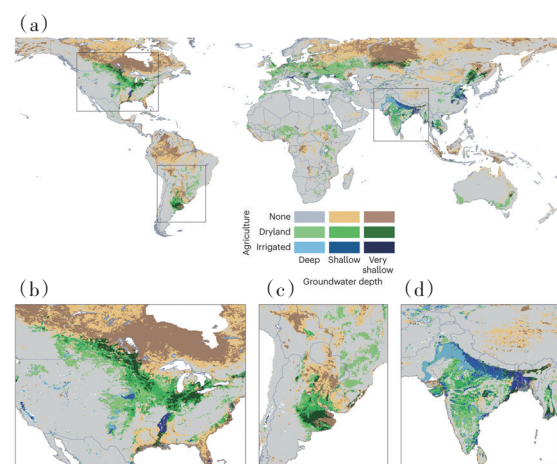 (a)
Agriculture
None
Dryland
Irrigated
Deep Shallow Very
shallow
Groundwater depth
(b)
(c)
(d)